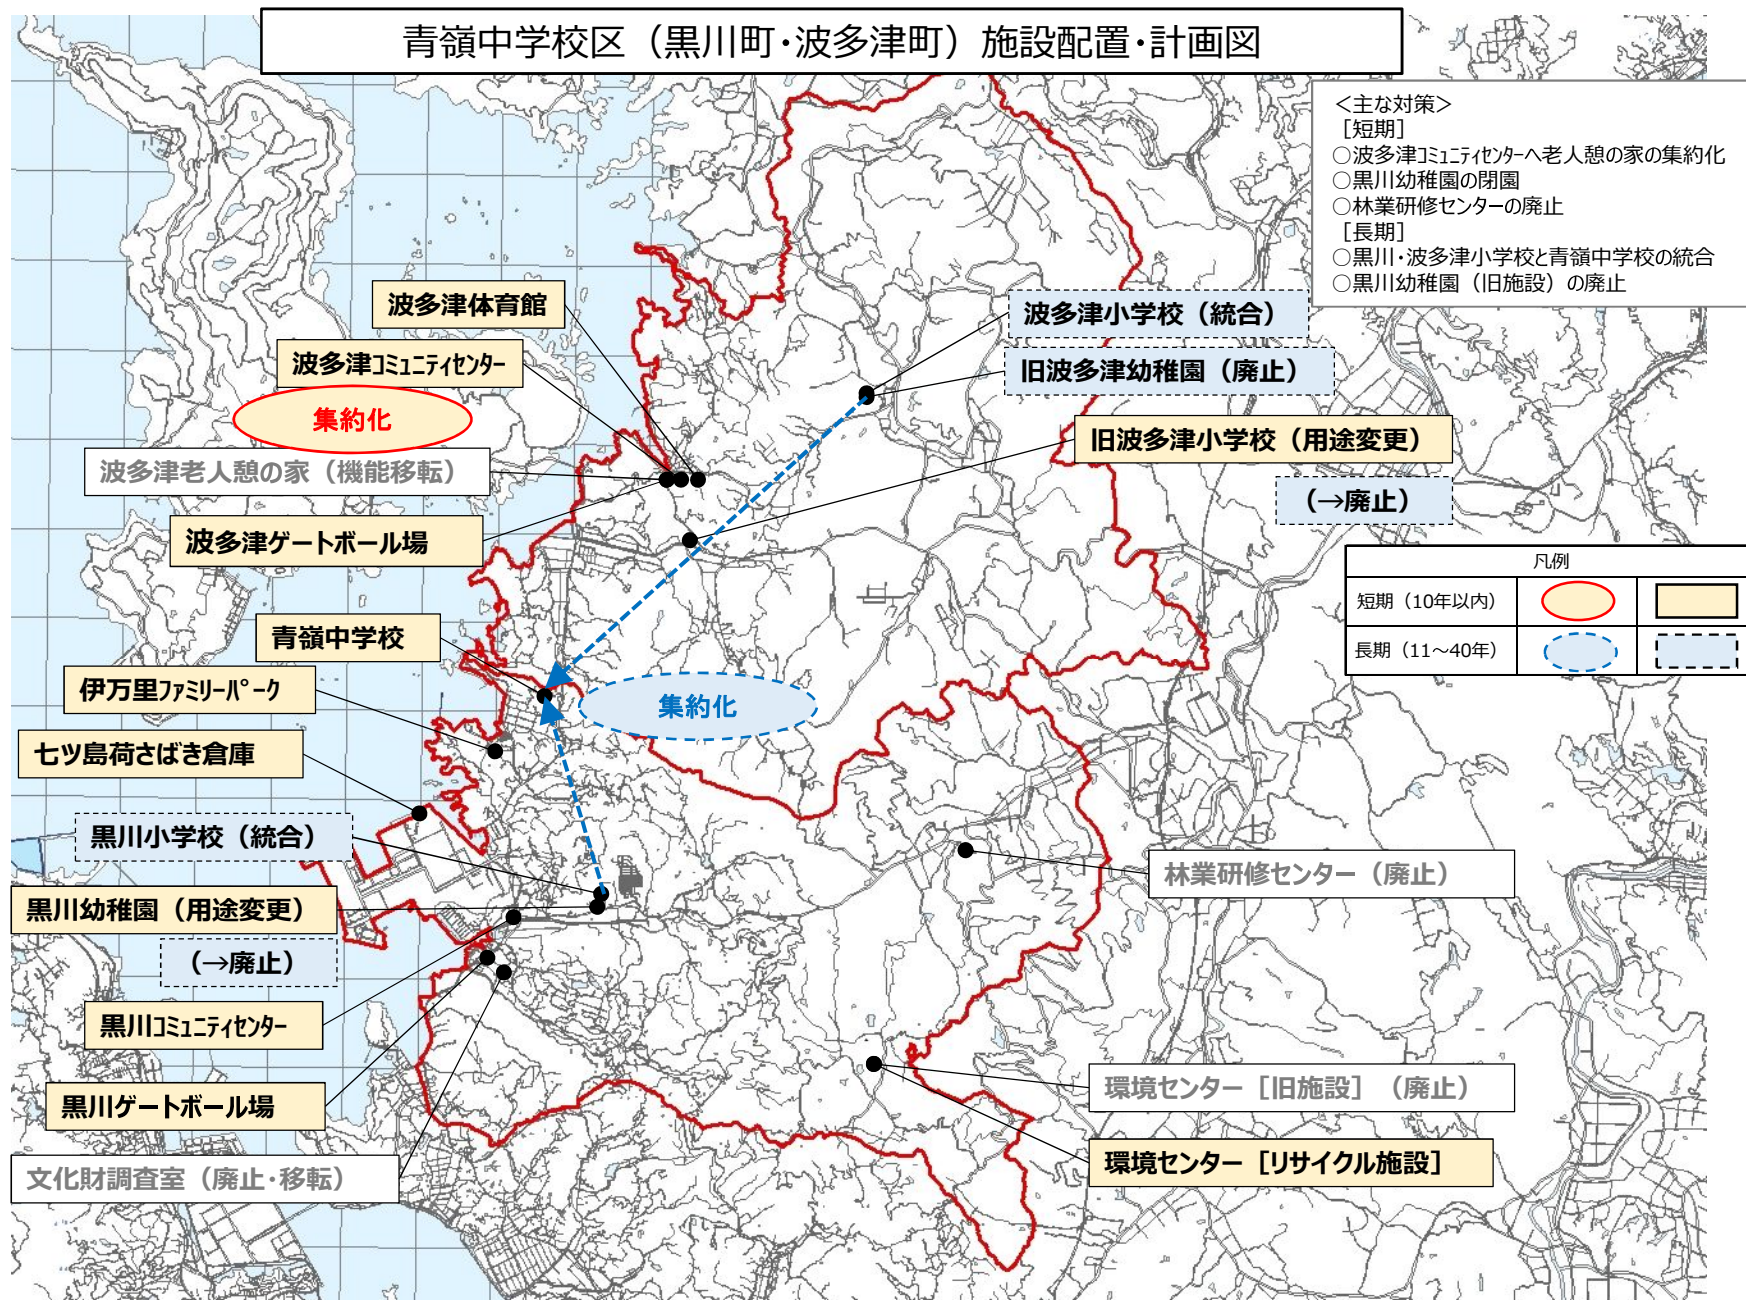 青嶺中学校区（黒川町･波多津町）施設配置･計画図
＜主な対策＞
［短期］
○波多津ｺﾐｭﾆﾃｨｾﾝﾀｰへ老人憩の家の集約化
○黒川幼稚園の閉園
○林業研修センターの廃止
［長期］
○黒川・波多津小学校と青嶺中学校の統合
○黒川幼稚園（旧施設）の廃止
波多津体育館
波多津ｺﾐｭﾆﾃｨｾﾝﾀｰ
集約化
波多津老人憩の家（機能移転）
波多津ゲートボール場
波多津小学校（統合）
旧波多津幼稚園（廃止）
旧波多津小学校（用途変更）
（→廃止）
凡例
短期（10年以内）
長期（11～40年）
青嶺中学校
伊万里ﾌｧﾐﾘｰﾊﾟｰｸ
集約化
七ツ島荷さばき倉庫
黒川小学校（統合）
黒川幼稚園（用途変更）
（→廃止）
黒川ｺﾐｭﾆﾃｨｾﾝﾀｰ
黒川ゲートボール場
文化財調査室（廃止･移転）
林業研修センター（廃止）
環境センター［旧施設］（廃止）
環境センター［リサイクル施設］